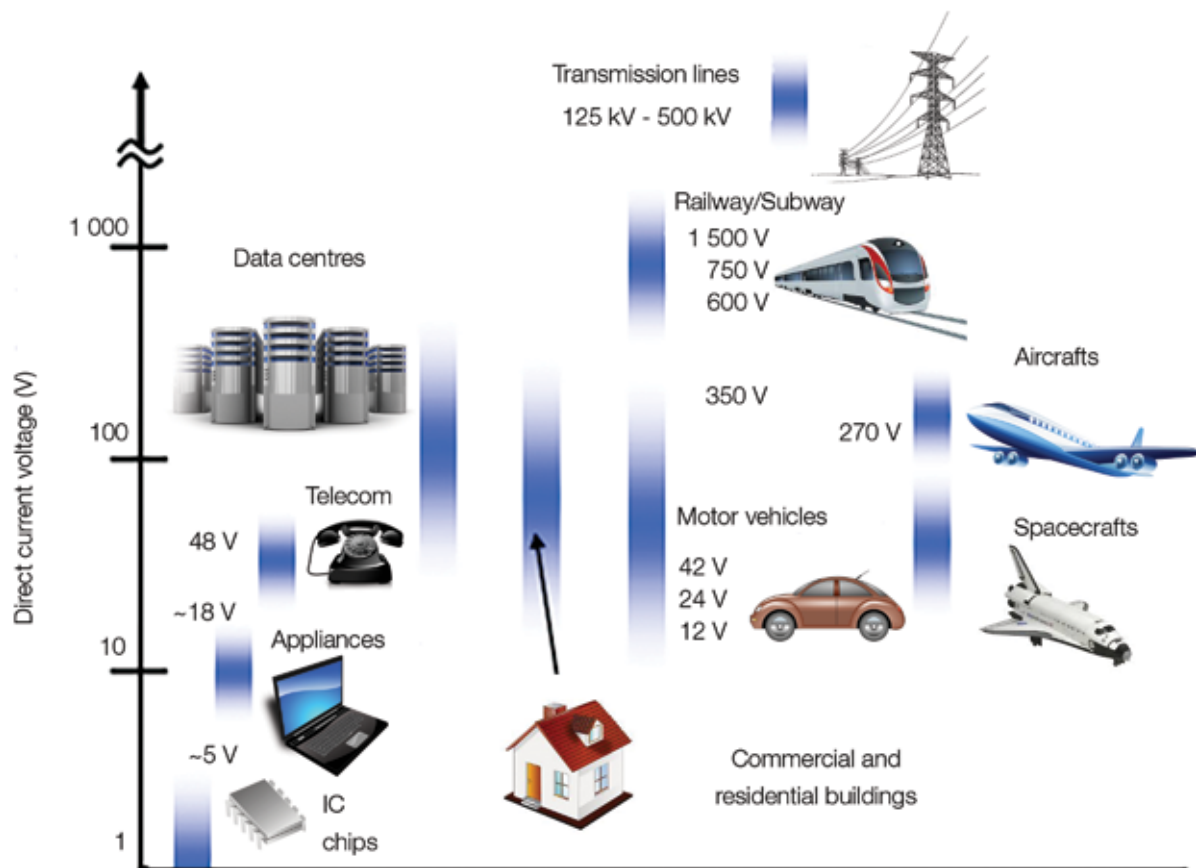 Transmission lines
125 kV - 500 kV
Railway/Subway
1 000
1 500 V
Data centres
750 V
600 V
Aircrafts
350 V
270 V
100
Direct current voltage (V)
Telecom
Motor vehicles
Spacecrafts
48 V
42 V
24 V
~18 V
12 V
Appliances
10
~5 V
Commercial and
residential buildings
IC
chips
1